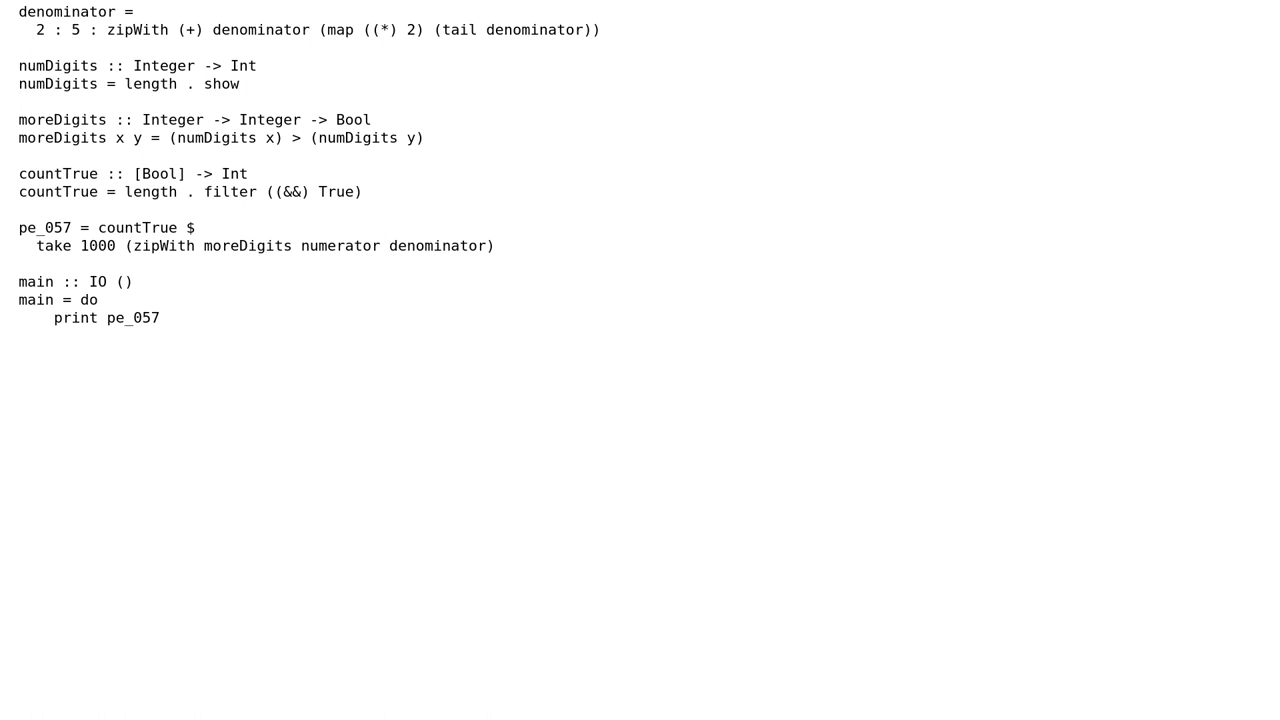 denominator =
  2 : 5 : zipWith (+) denominator (map ((*) 2) (tail denominator))

numDigits :: Integer -> Int
numDigits = length . show

moreDigits :: Integer -> Integer -> Bool
moreDigits x y = (numDigits x) > (numDigits y)

countTrue :: [Bool] -> Int
countTrue = length . filter ((&&) True)

pe_057 = countTrue $
  take 1000 (zipWith moreDigits numerator denominator)

main :: IO ()
main = do
    print pe_057